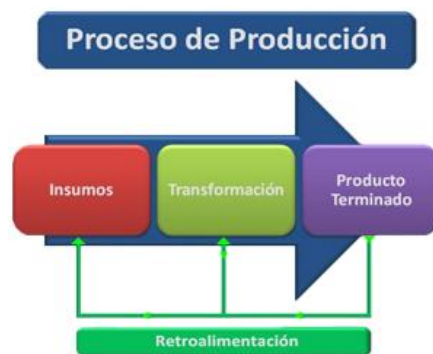 Proceso de Producción
Insumos
Transformación
Producto
Terminado
Retroalimentación